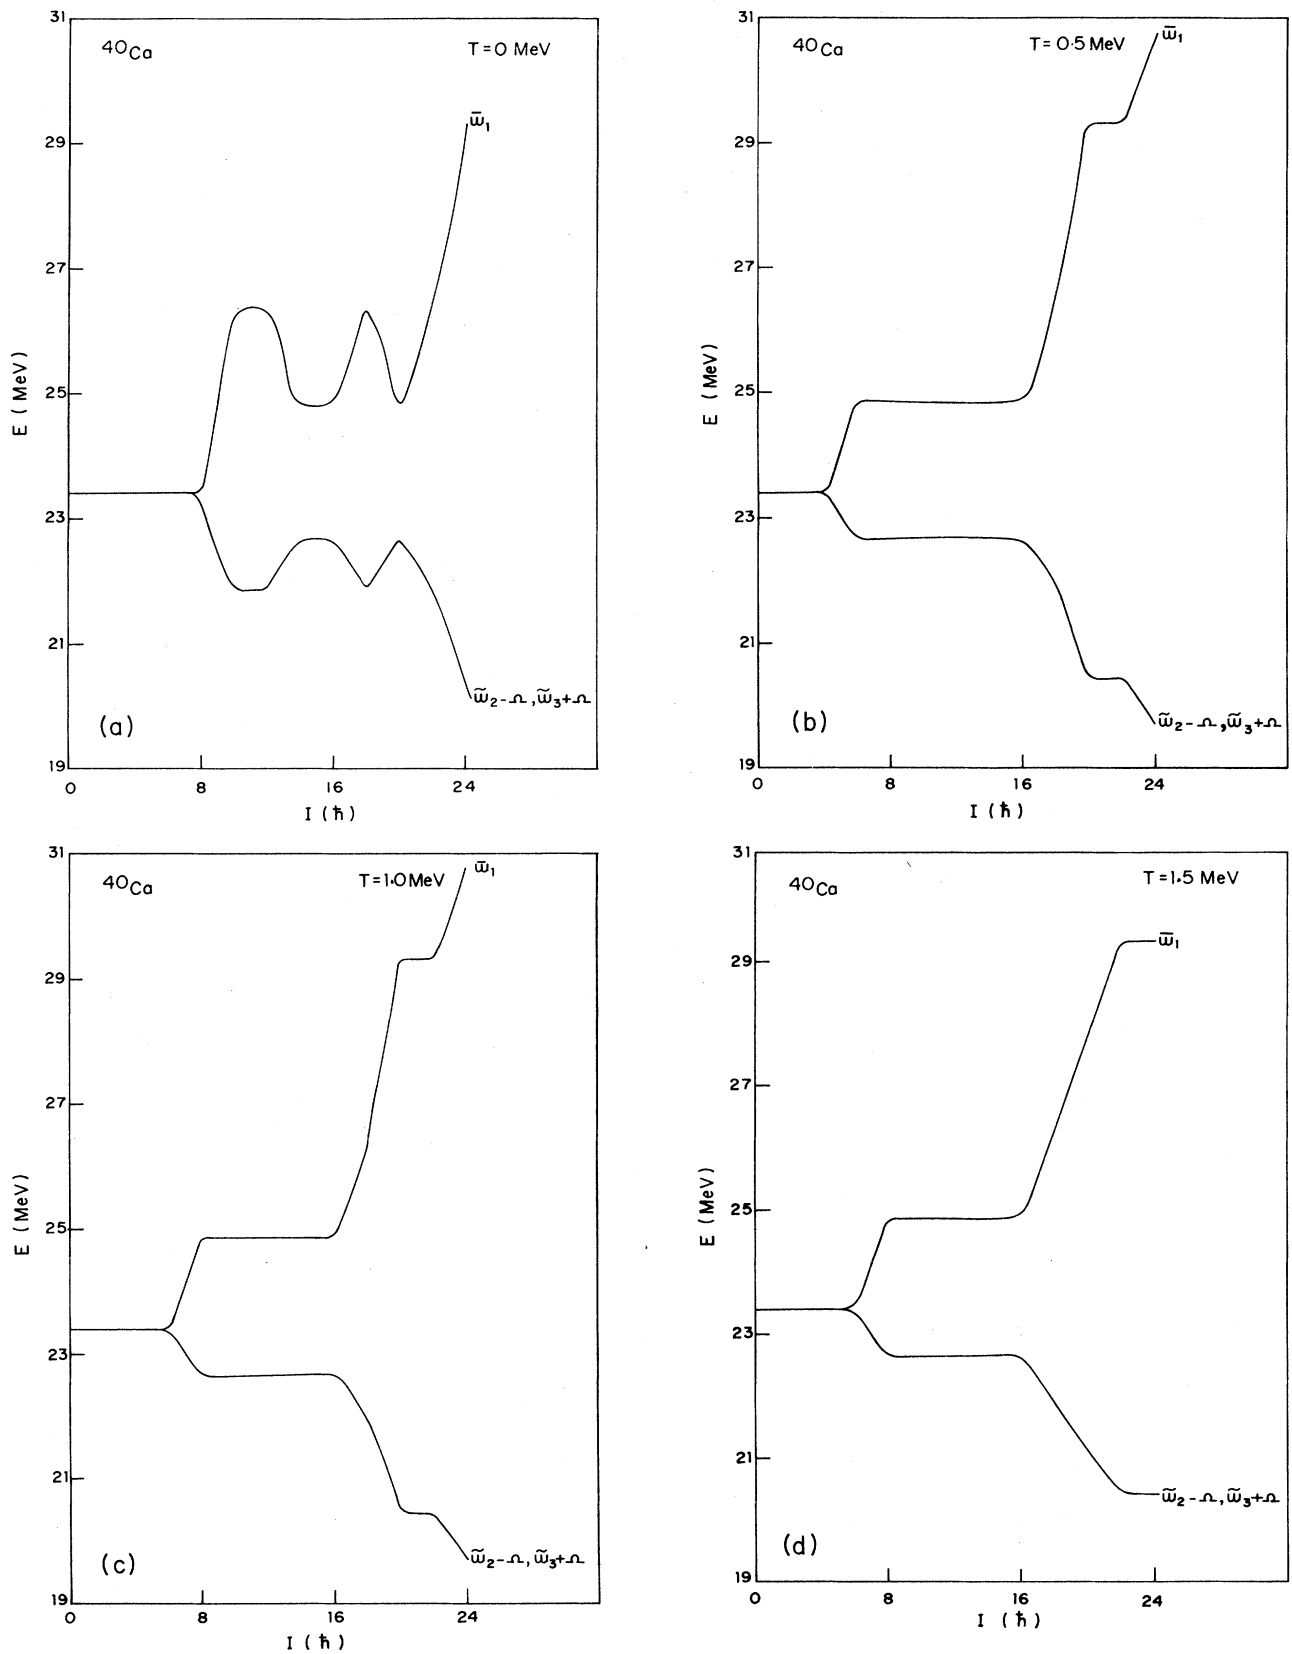 31
40Ca
T=0 MeV
ω̅1
29
27
25
E (MeV)
23
21
ω̃2-Ω, ω̃3+Ω
(a)
19
0 8 16 24
I (ħ)
31
40Ca
T=0·5 MeV
ω̅1
29
27
25
E (MeV)
23
21
ω̃2-Ω, ω̃3+Ω
(b)
19
0 8 16 24
I (ħ)
31
40Ca
T=1·0 MeV
ω̅1
29
27
25
E (MeV)
23
21
ω̃2-Ω, ω̃3+Ω
(c)
19
0 8 16 24
I (ħ)
31
40Ca
T=1·5 MeV
ω̅1
29
27
25
E (MeV)
23
21
ω̃2-Ω, ω̃3+Ω
(d)
19
0 8 16 24
I (ħ)